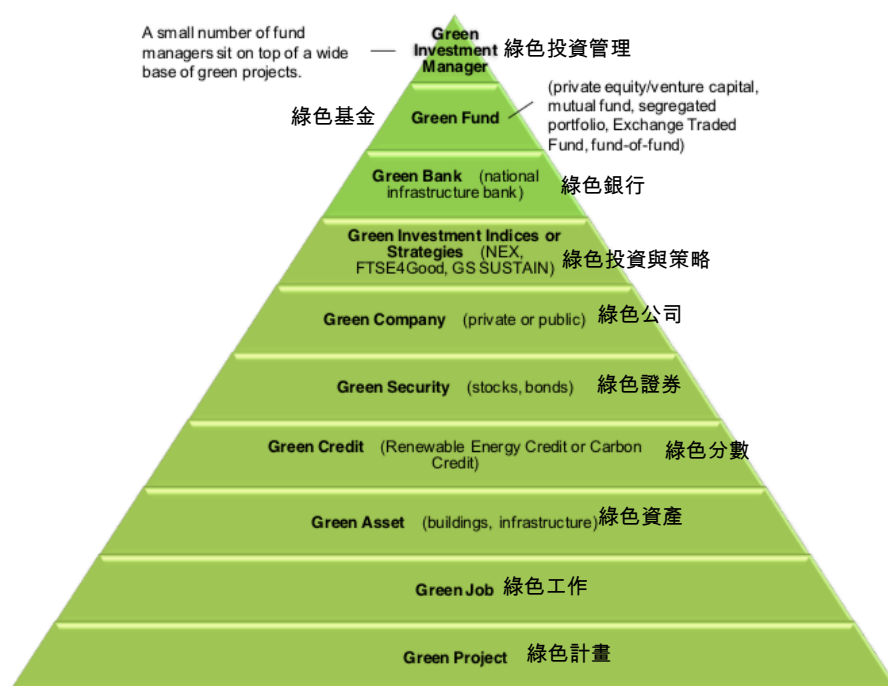 A small number of fund
managers sit on top of a wide
base of green projects.
Green
Investment
Manager
綠色投資管理
綠色基金
Green Fund
(private equity/venture capital,
mutual fund, segregated
portfolio, Exchange Traded
Fund, fund-of-fund)
Green Bank (national
infrastructure bank)
綠色銀行
Green Investment Indices or
Strategies (NEX,
FTSE4Good, GS SUSTAIN)
綠色投資與策略
Green Company (private or public)
綠色公司
Green Security (stocks, bonds)
綠色證券
Green Credit (Renewable Energy Credit or Carbon
Credit)
綠色分數
Green Asset (buildings, infrastructure)
綠色資產
Green Job 綠色工作
Green Project 綠色計畫